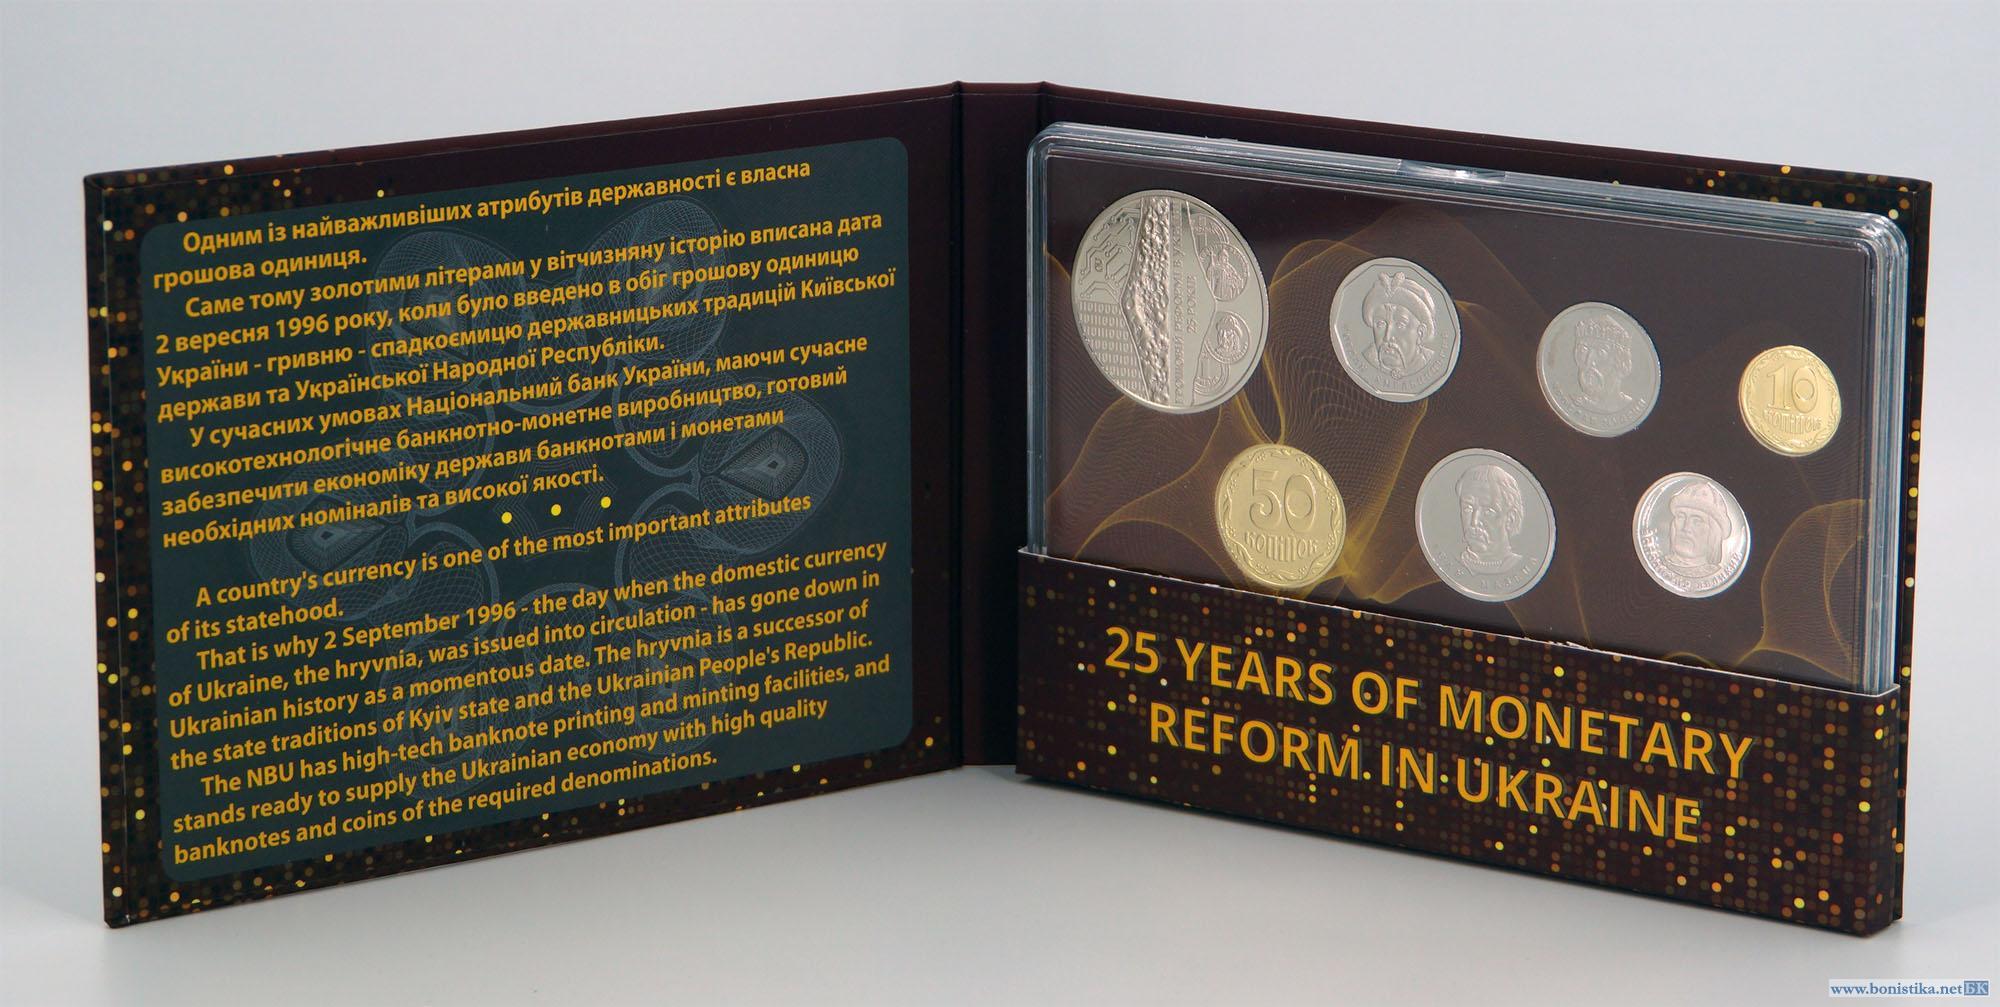 Одним із найважливіших атрибутів державності є власна
грошова одиниця.
Саме тому золотими літерами у вітчизняну історію вписана дата
2 вересня 1996 року, коли було введено в обіг грошову одиницю
України - гривню - спадкоємицю державницьких традицій Київської
держави та Української Народної Республіки.
У сучасних умовах Національний банк України, маючи сучасне
високотехнологічне банкнотно-монетне виробництво, готовий
забезпечити економіку держави банкнотами і монетами
необхідних номіналів та високої якості.
A country's currency is one of the most important attributes
of its statehood.
That is why 2 September 1996 - the day when the domestic currency
of Ukraine, the hryvnia, was issued into circulation - has gone down in
Ukrainian history as a momentous date. The hryvnia is a successor of
the state traditions of Kyiv state and the Ukrainian People's Republic.
The NBU has high-tech banknote printing and minting facilities, and
stands ready to supply the Ukrainian economy with high quality
banknotes and coins of the required denominations.
25 РОКІВ
10
КОПІЙОК
50
КОПІЙОК
МАЗЕПА
25 YEARS OF MONETARY
REFORM IN UKRAINE
www.bonistika.net БК